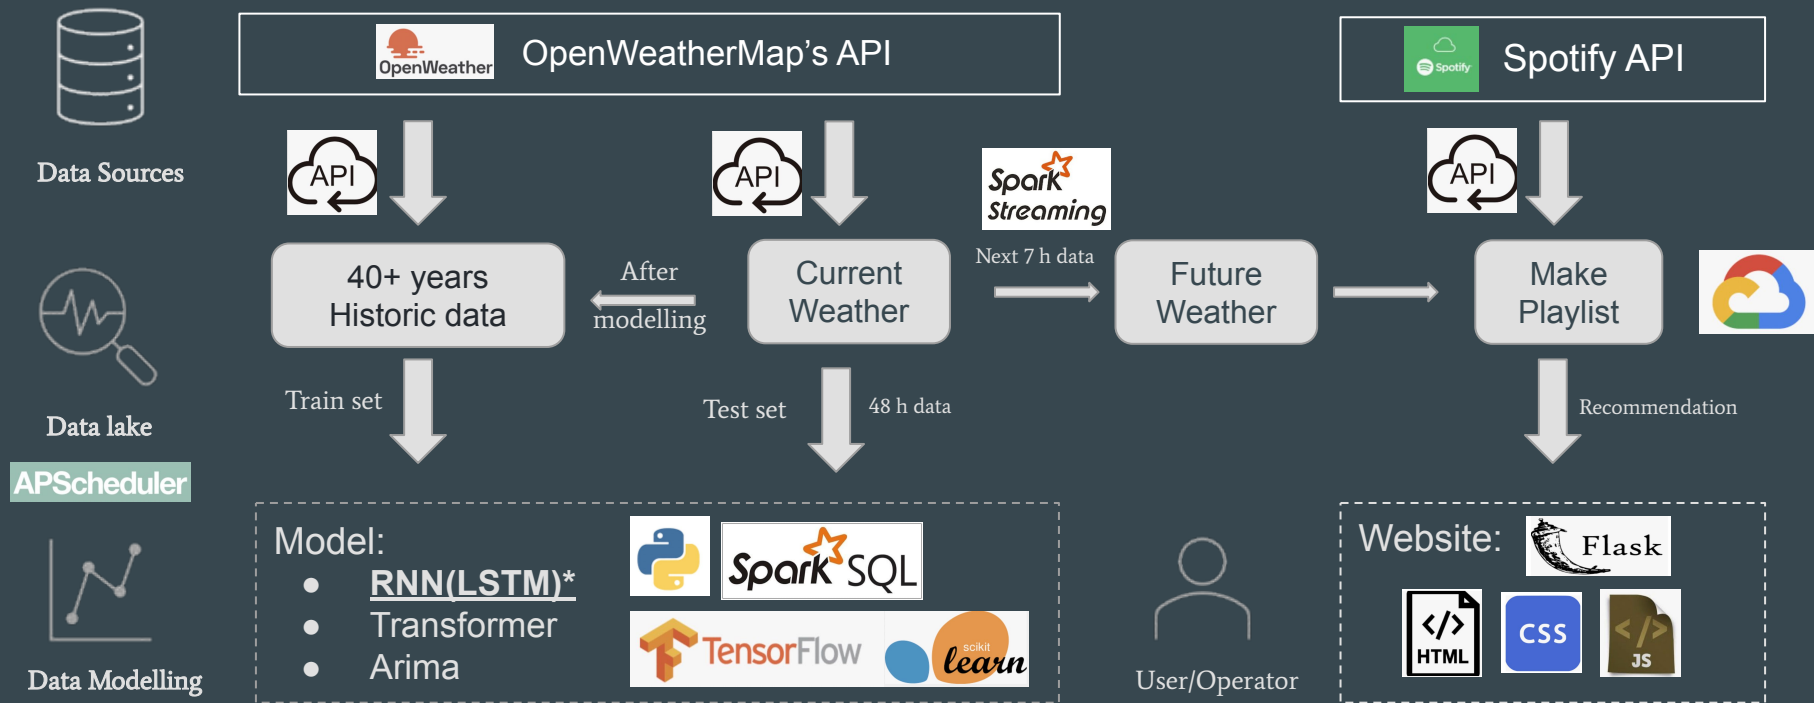 OpenWeather
OpenWeatherMap's API
Spotify
Spotify API
Data Sources
API
API
Spark
Streaming
API
40+ years
Historic data
After
modelling
Current
Weather
Next 7 h data
Future
Weather
Make
Playlist
Data lake
Train set
Test set
48 h data
Recommendation
APScheduler
Model:
● RNN(LSTM)*
● Transformer
● Arima
Spark SQL
TensorFlow
scikit
learn
Data Modelling
User/Operator
Website:
Flask
</>
HTML
CSS
</>
JS